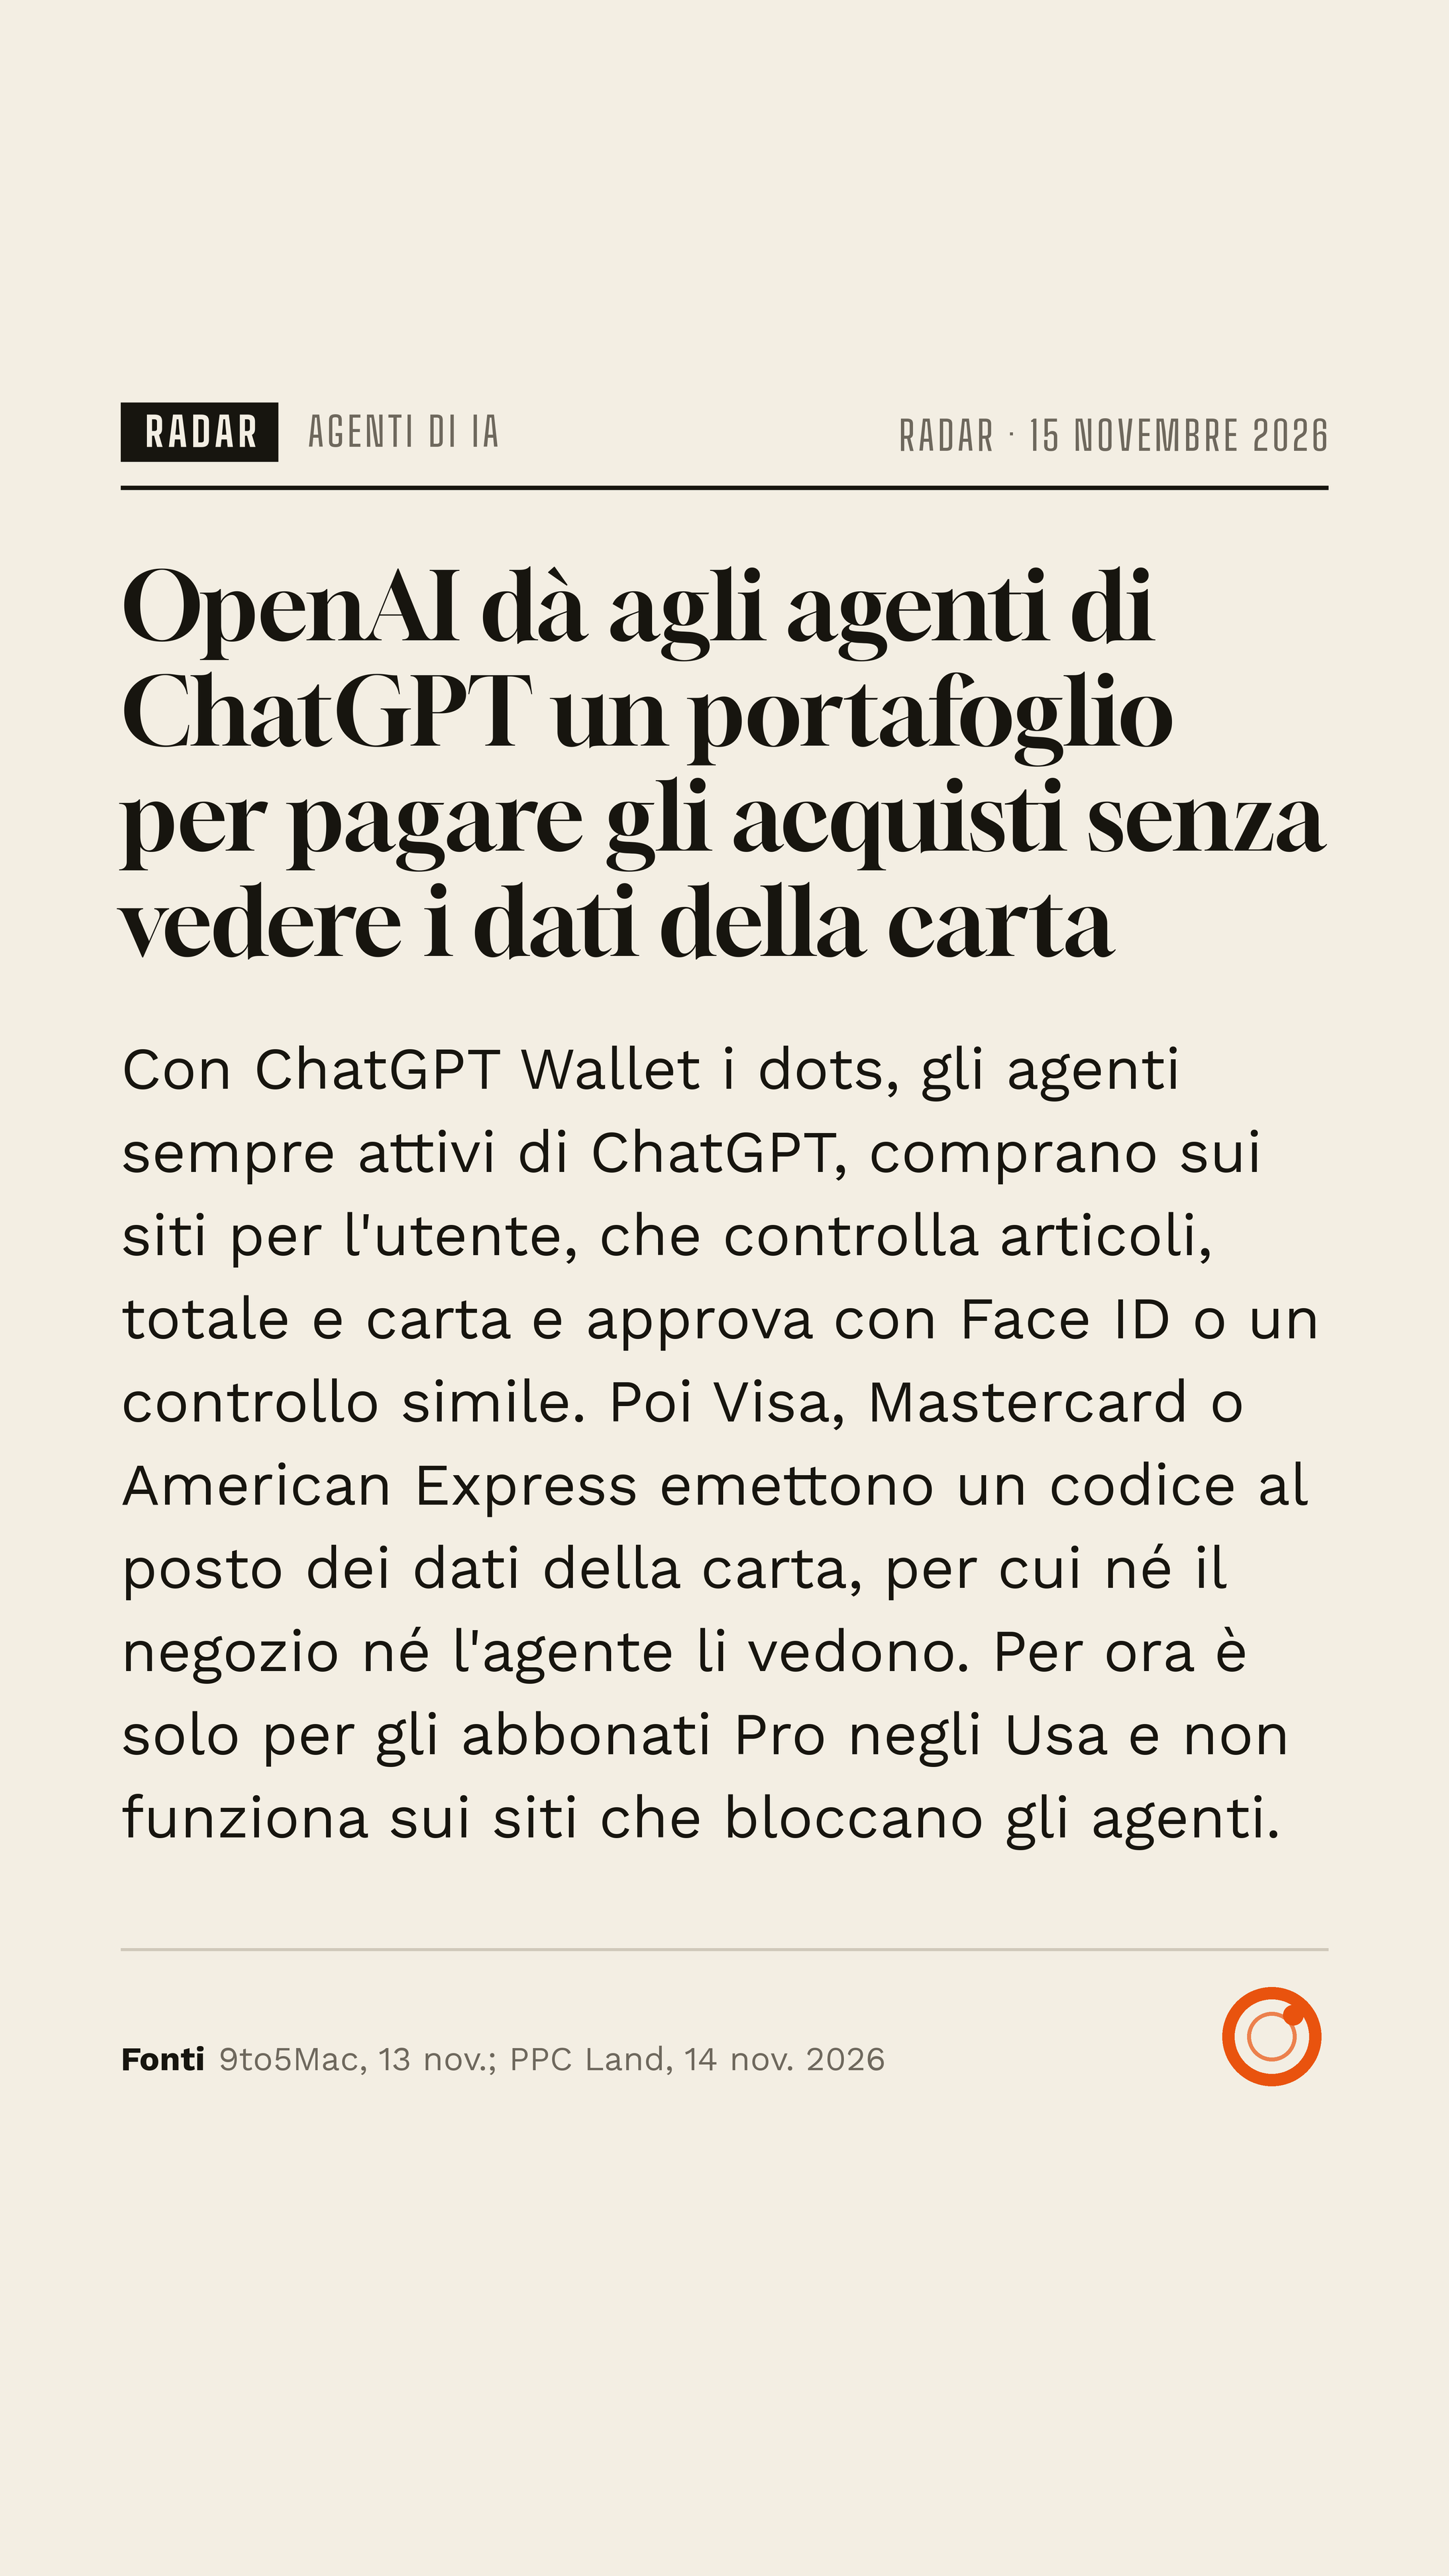 RADAR AGENTI DI IA RADAR · 15 NOVEMBRE 2026
OpenAI dà agli agenti di
ChatGPT un portafoglio
per pagare gli acquisti senza
vedere i dati della carta
Con ChatGPT Wallet i dots, gli agenti
sempre attivi di ChatGPT, comprano sui
siti per l'utente, che controlla articoli,
totale e carta e approva con Face ID o un
controllo simile. Poi Visa, Mastercard o
American Express emettono un codice al
posto dei dati della carta, per cui né il
negozio né l'agente li vedono. Per ora è
solo per gli abbonati Pro negli Usa e non
funziona sui siti che bloccano gli agenti.
Fonti 9to5Mac, 13 nov.; PPC Land, 14 nov. 2026